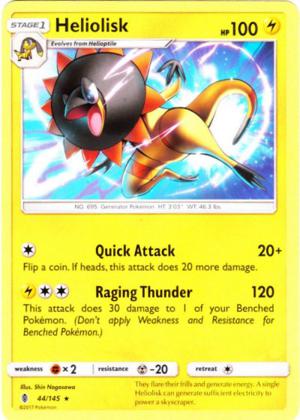 STAGE 1
Heliolisk
HP 100
Evolves from Helioptile
NO. 695 Generator Pokémon HT: 3'03" WT: 46.3 lbs.
Quick Attack 20+
Flip a coin. If heads, this attack does 20 more damage.
Raging Thunder 120
This attack does 30 damage to 1 of your Benched
Pokémon. (Don't apply Weakness and Resistance for
Benched Pokémon.)
weakness × 2 resistance -20 retreat
Illus. Shin Nagasawa
44/145 ★
©2017 Pokémon
They flare their frills and generate energy. A single
Heliolisk can generate sufficient electricity to
power a skyscraper.